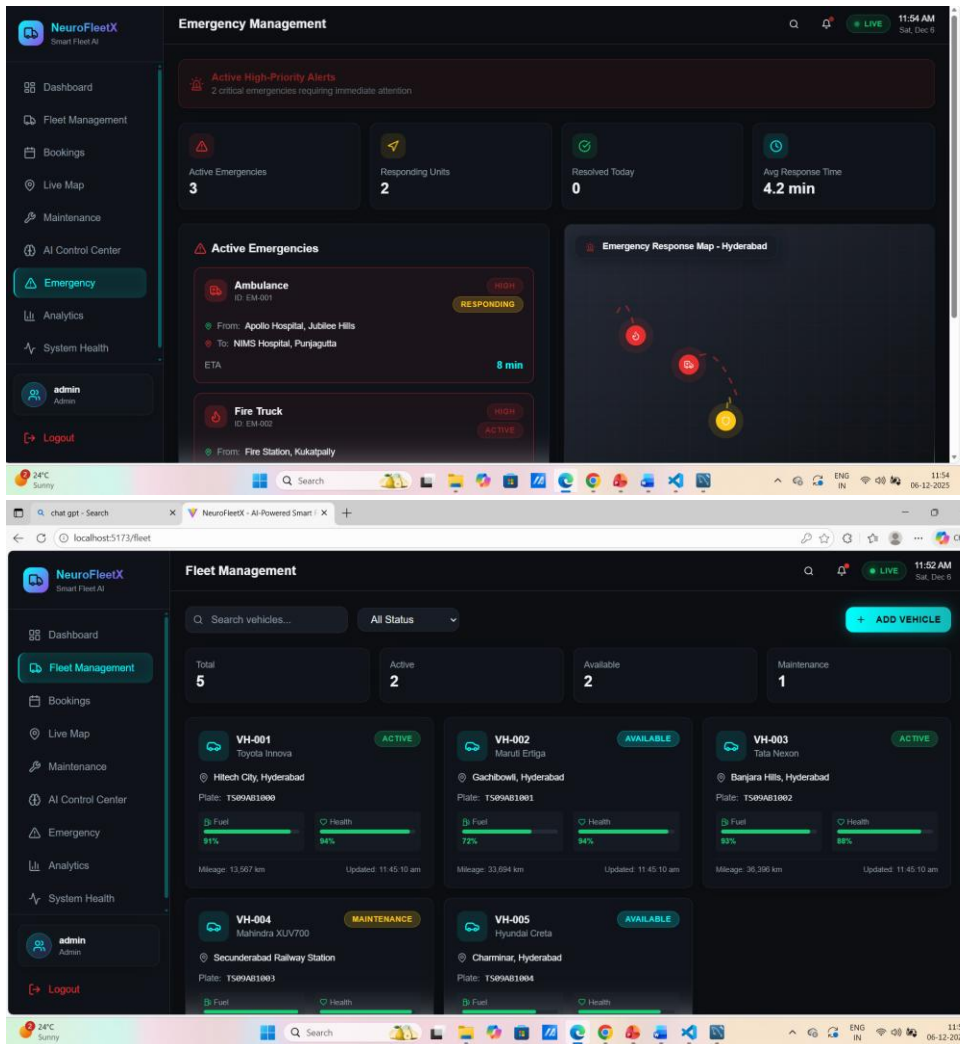 NeuroFleetX
Smart Fleet AI
Emergency Management
LIVE
11:54 AM
Sat, Dec 6
Dashboard
Fleet Management
Bookings
Live Map
Maintenance
AI Control Center
Emergency
Analytics
System Health
admin
Admin
Logout
Active High-Priority Alerts
2 critical emergencies requiring immediate attention
Active Emergencies
3
Responding Units
2
Resolved Today
0
Avg Response Time
4.2 min
Active Emergencies
Ambulance
ID: EM-001
HIGH
RESPONDING
From: Apollo Hospital, Jubilee Hills
To: NIMS Hospital, Punjagutta
ETA
8 min
Fire Truck
ID: EM-002
HIGH
ACTIVE
From: Fire Station, Kukatpally
Emergency Response Map - Hyderabad
2
24°C
Sunny
Search
ENG
IN
11:54
06-12-2025
chat gpt - Search
NeuroFleetX - AI-Powered Smart
localhost:5173/fleet
NeuroFleetX
Smart Fleet AI
Fleet Management
LIVE
11:52 AM
Sat, Dec 6
Dashboard
Fleet Management
Bookings
Live Map
Maintenance
AI Control Center
Emergency
Analytics
System Health
admin
Admin
Logout
Search vehicles...
All Status
+ ADD VEHICLE
Total
5
Active
2
Available
2
Maintenance
1
VH-001
Toyota Innova
ACTIVE
Hitech City, Hyderabad
Plate: TS09AB1000
Fuel
91%
Health
94%
Mileage: 13,567 km
Updated: 11:45:10 am
VH-002
Maruti Ertiga
AVAILABLE
Gachibowli, Hyderabad
Plate: TS09AB1001
Fuel
72%
Health
94%
Mileage: 33,694 km
Updated: 11:45:10 am
VH-003
Tata Nexon
ACTIVE
Banjara Hills, Hyderabad
Plate: TS09AB1002
Fuel
93%
Health
88%
Mileage: 36,396 km
Updated: 11:45:10 am
VH-004
Mahindra XUV700
MAINTENANCE
Secunderabad Railway Station
Plate: TS09AB1003
Fuel
Health
VH-005
Hyundai Creta
AVAILABLE
Charminar, Hyderabad
Plate: TS09AB1004
Fuel
Health
2
24°C
Sunny
Search
ENG
IN